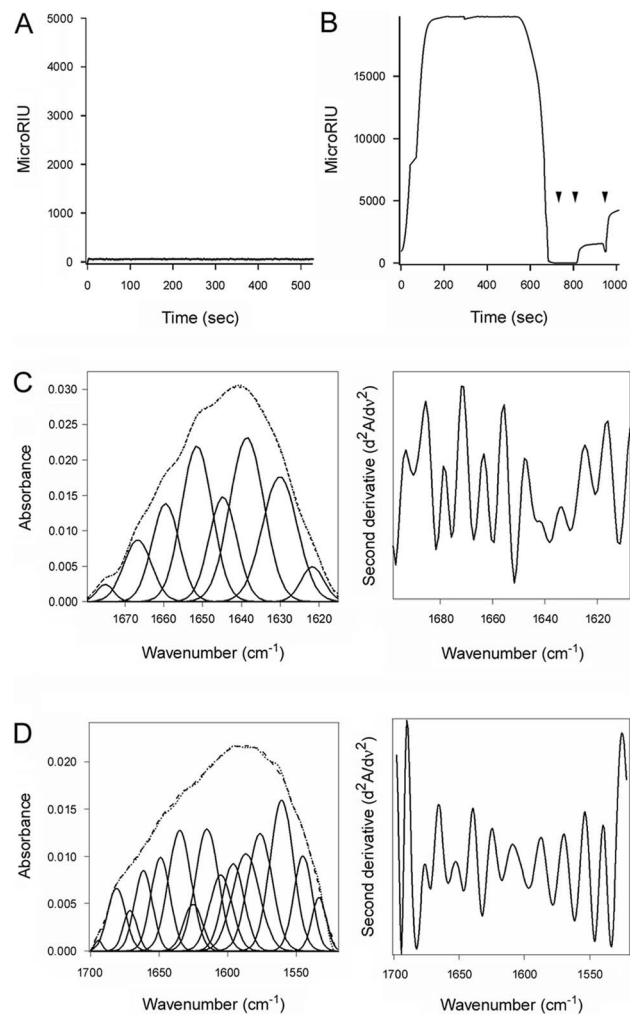 A
5000
4000
3000
2000
1000
0
MicroRIU
0 100 200 300 400 500
Time (sec)
B
15000
10000
5000
0
MicroRIU
0 200 400 600 800 1000
Time (sec)
C
0.030
0.025
0.020
0.015
0.010
0.005
0.000
Absorbance
1670 1660 1650 1640 1630 1620
Wavenumber (cm-1)
Second derivative (d2A/dv2)
1680 1660 1640 1620
Wavenumber (cm-1)
D
0.020
0.015
0.010
0.005
0.000
Absorbance
1700 1650 1600 1550
Wavenumber (cm-1)
Second derivative (d2A/dv2)
1700 1650 1600 1550
Wavenumber (cm-1)